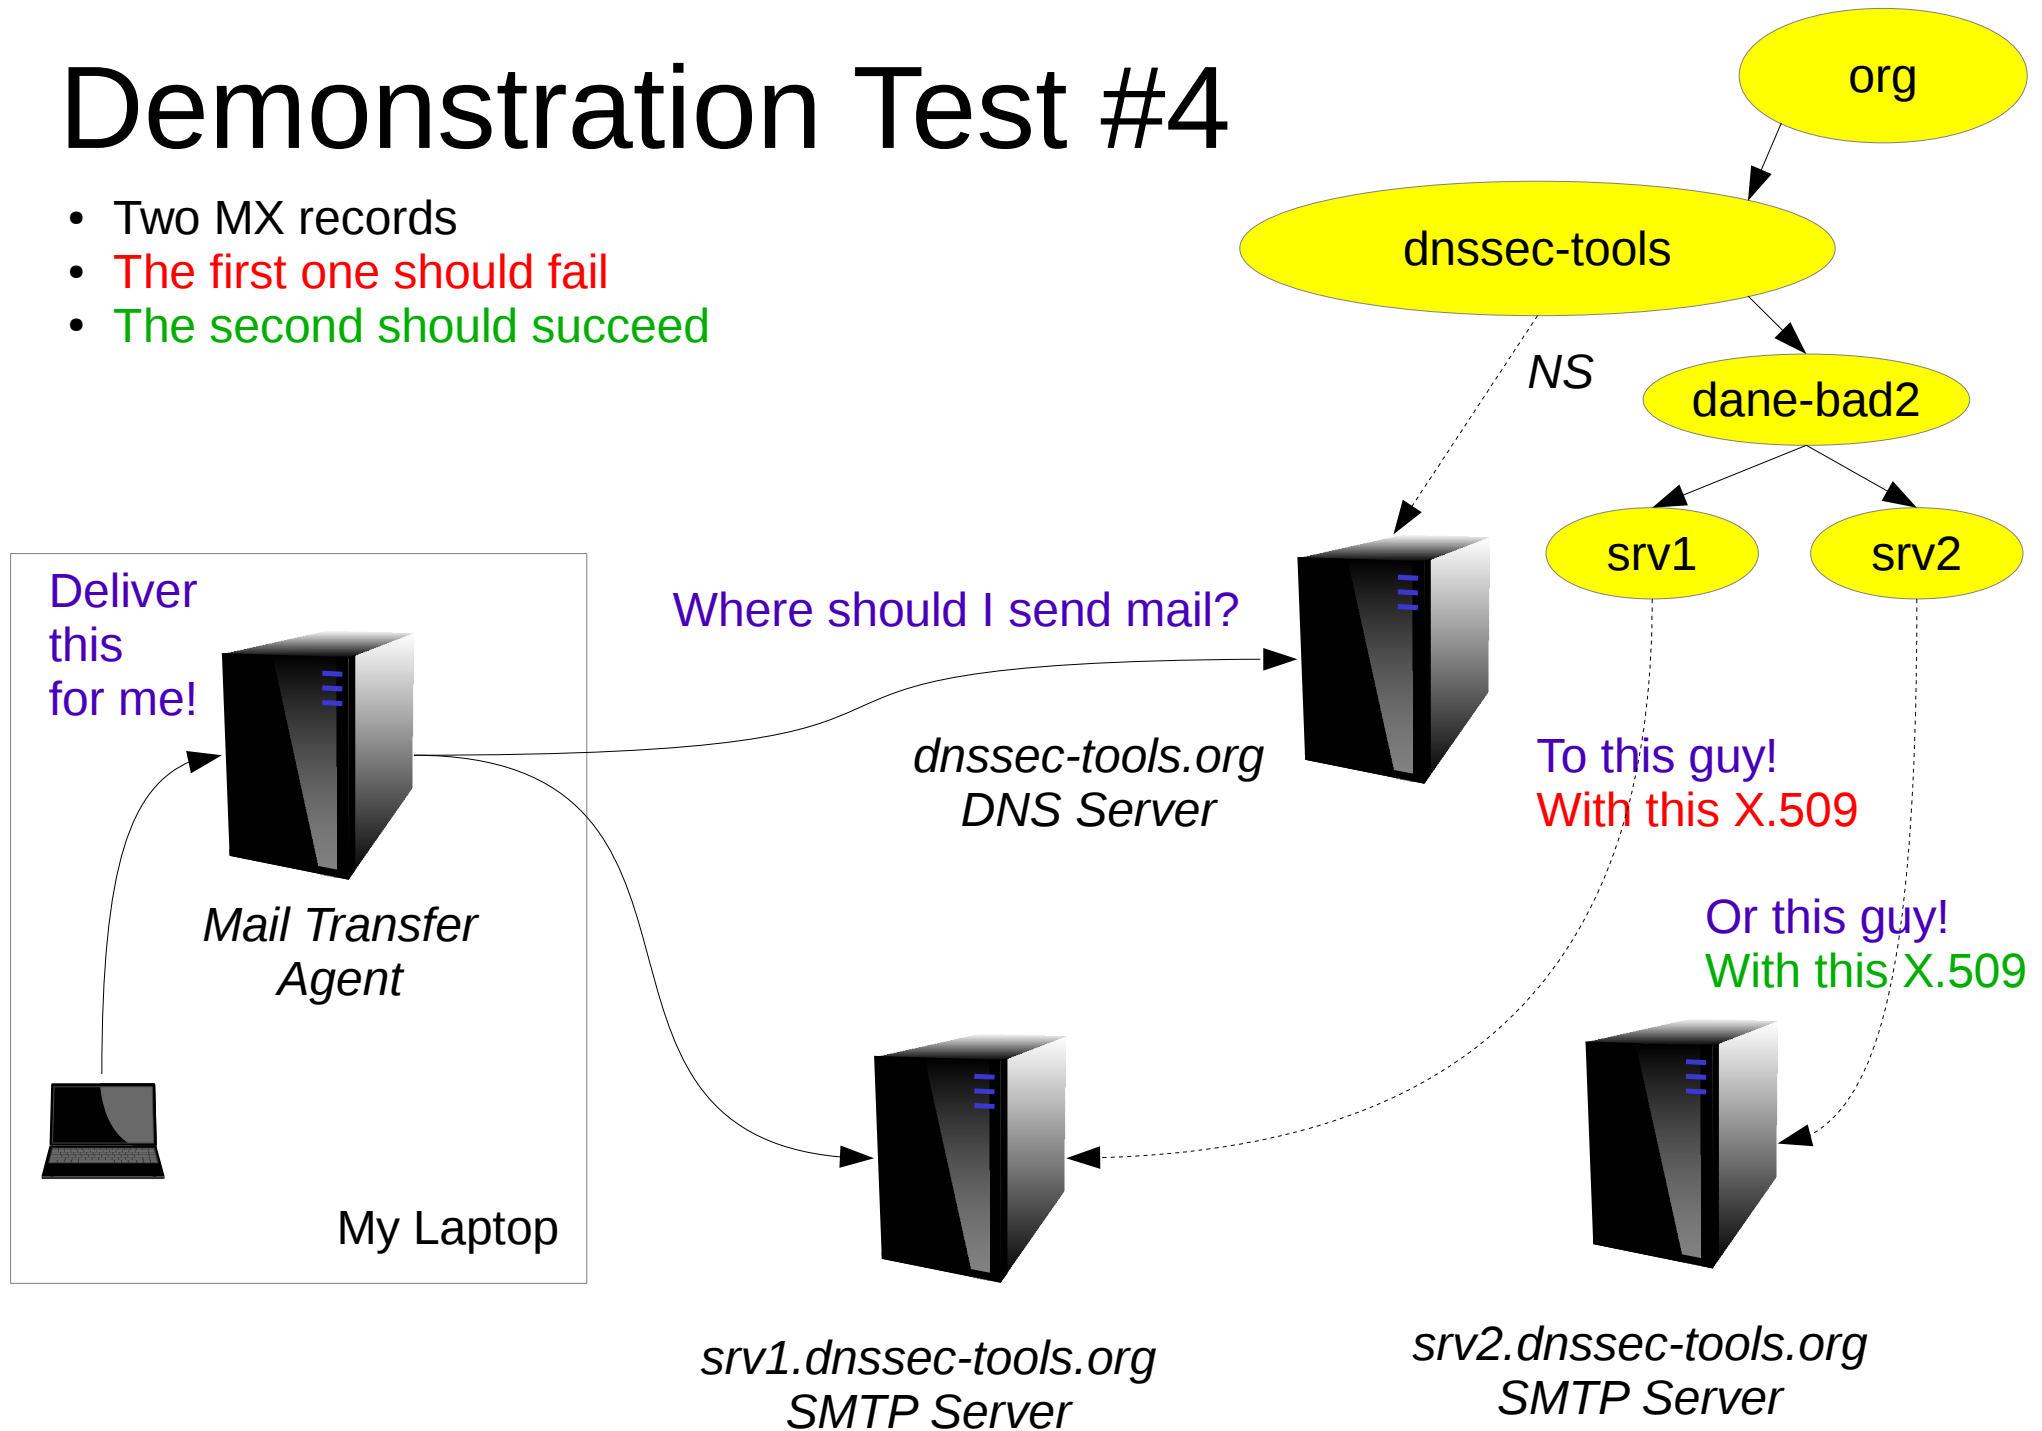 Demonstration Test #4
• Two MX records
• The first one should fail
• The second should succeed
org
dnssec-tools
NS
dane-bad2
srv1
srv2
Deliver
this
for me!
Where should I send mail?
dnssec-tools.org
DNS Server
To this guy!
With this X.509
Or this guy!
With this X.509
Mail Transfer
Agent
My Laptop
srv1.dnssec-tools.org
SMTP Server
srv2.dnssec-tools.org
SMTP Server